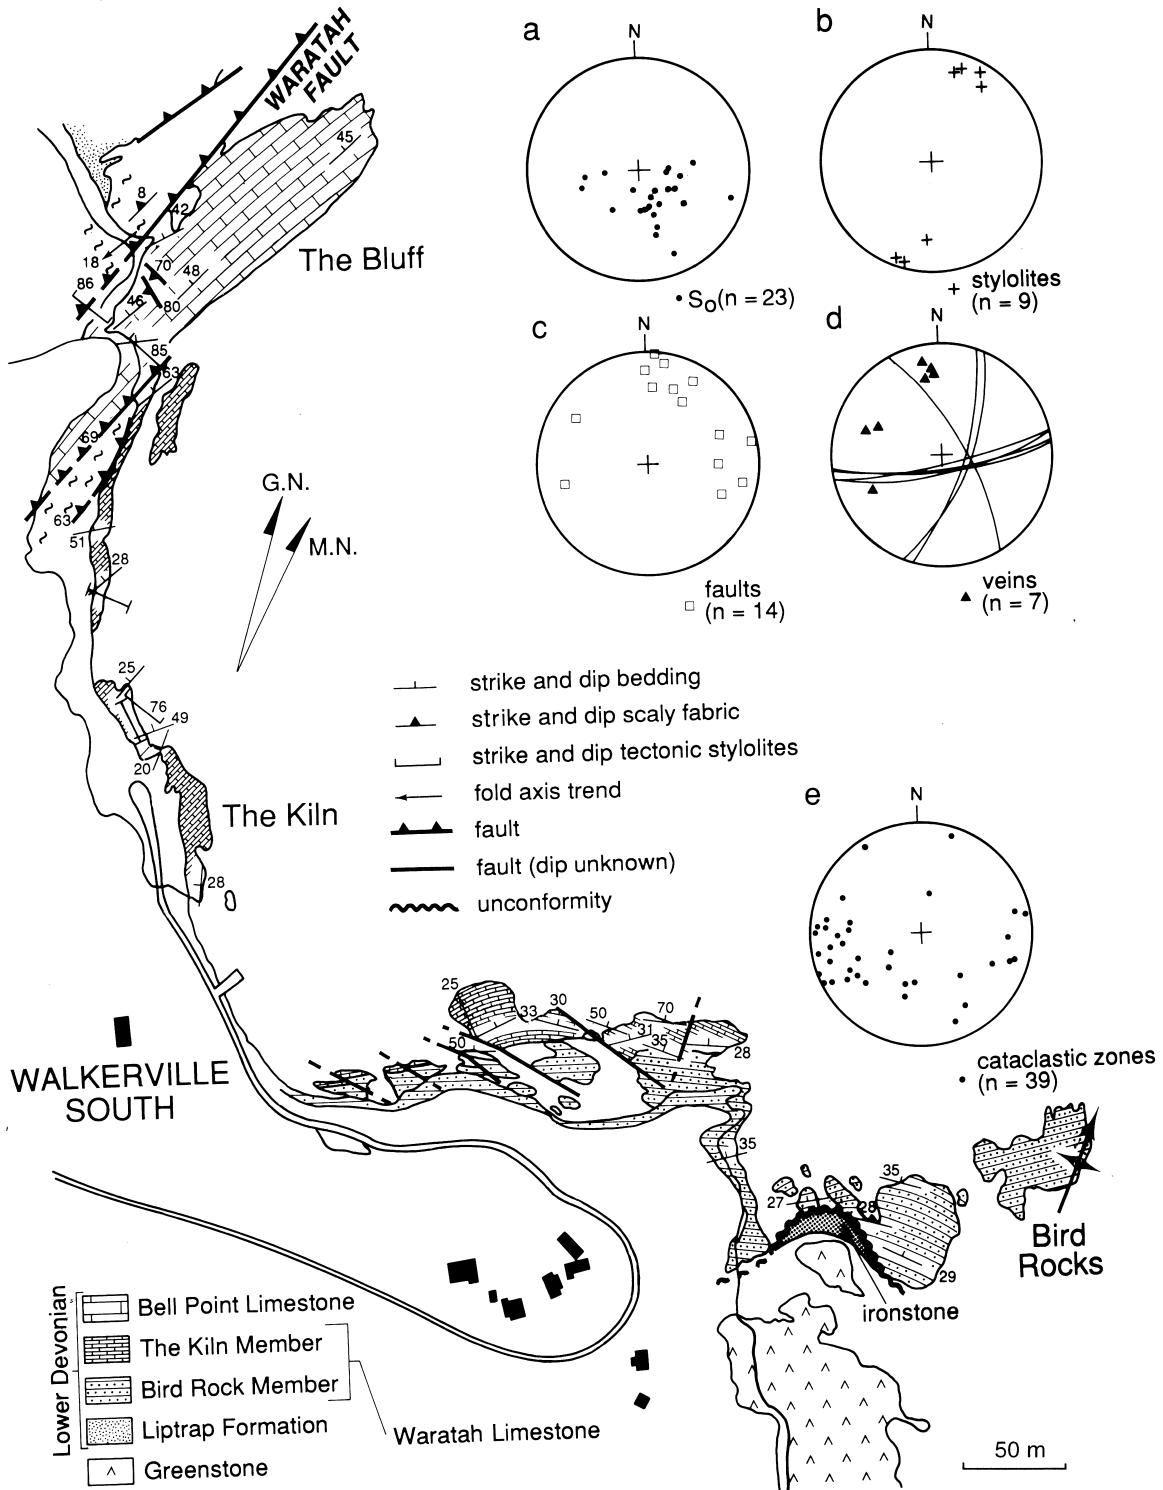 WARATAH
FAULT
45
8
42
18
70
48
86
46
80
The Bluff
85
63
69
63
51
28
G.N.
M.N.
25
76
49
20
The Kiln
28
a
N
• So(n = 23)
b
N
+ stylolites
(n = 9)
c
N
faults
(n = 14)
d
N
veins
(n = 7)
strike and dip bedding
strike and dip scaly fabric
strike and dip tectonic stylolites
fold axis trend
fault
fault (dip unknown)
unconformity
e
N
cataclastic zones
(n = 39)
25
33
30
50
50
31
70
35
28
WALKERVILLE
SOUTH
35
27
28
35
29
Bird
Rocks
ironstone
Lower Devonian
Bell Point Limestone
The Kiln Member
Bird Rock Member
Liptrap Formation
Greenstone
Waratah Limestone
50 m